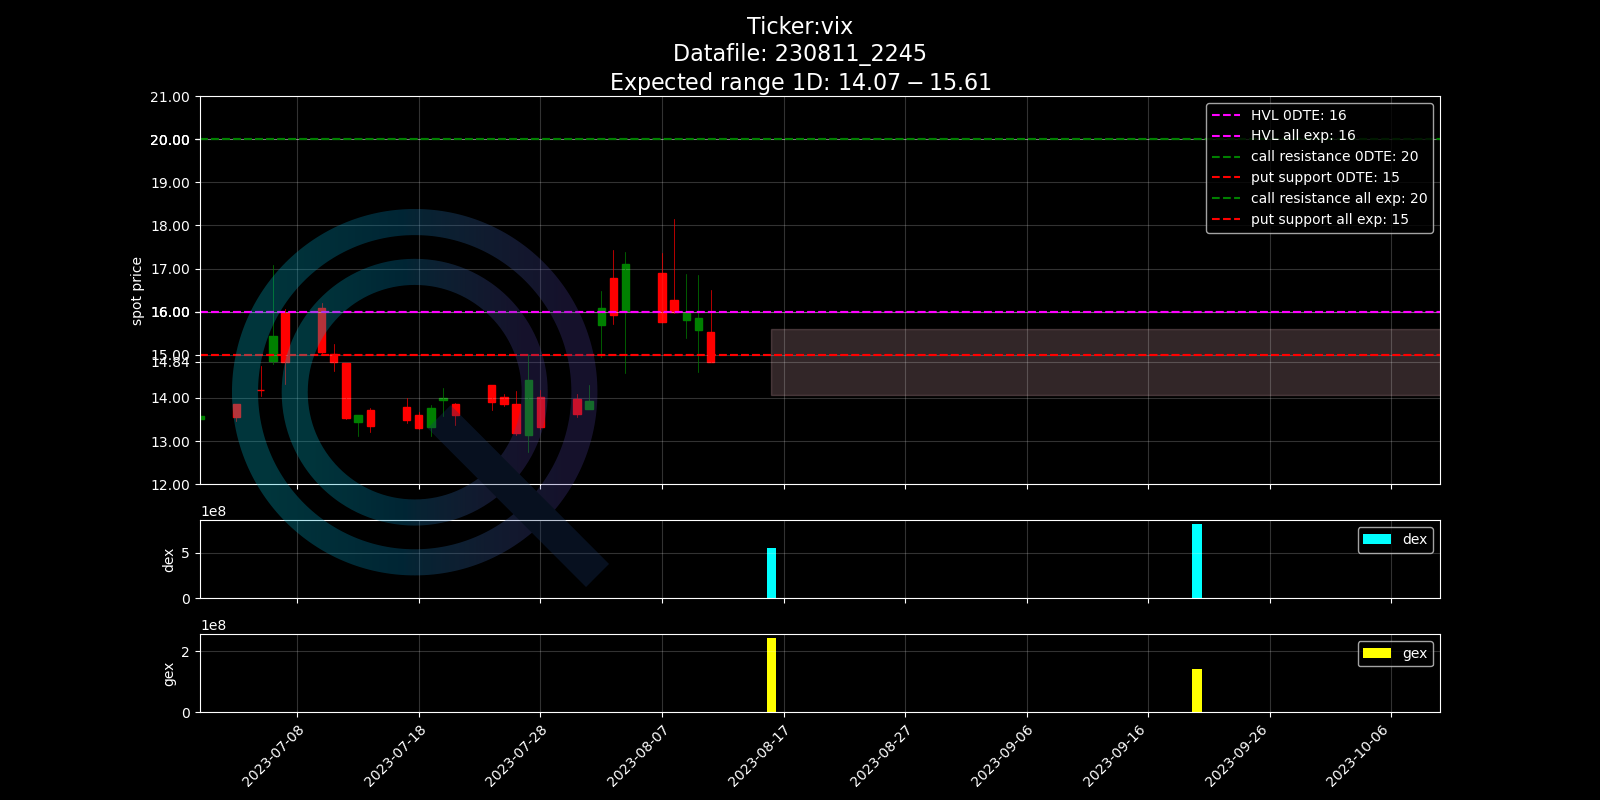 Ticker:vix
Datafile: 230811_2245
Expected range 1D: 14.07 − 15.61
21.00
20.00
19.00
18.00
17.00
16.00
15.00
14.84
14.00
13.00
12.00
spot price
HVL 0DTE: 16
HVL all exp: 16
call resistance 0DTE: 20
put support 0DTE: 15
call resistance all exp: 20
put support all exp: 15
1e8
5
0
dex
dex
1e8
2
0
gex
gex
2023-07-08
2023-07-18
2023-07-28
2023-08-07
2023-08-17
2023-08-27
2023-09-06
2023-09-16
2023-09-26
2023-10-06